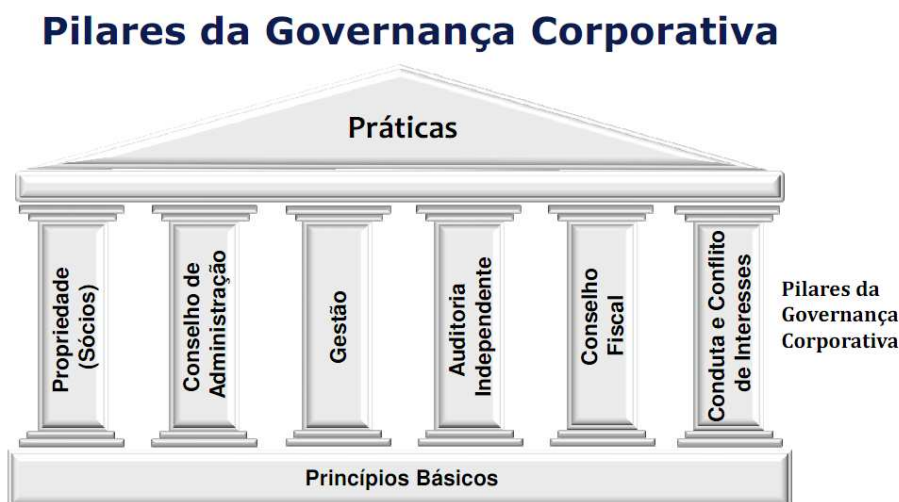 Pilares da Governança Corporativa
Práticas
Propriedade
(Sócios)
Conselho de
Administração
Gestão
Auditoria
Independente
Conselho
Fiscal
Conduta e Conflito
de Interesses
Pilares da
Governança
Corporativa
Princípios Básicos